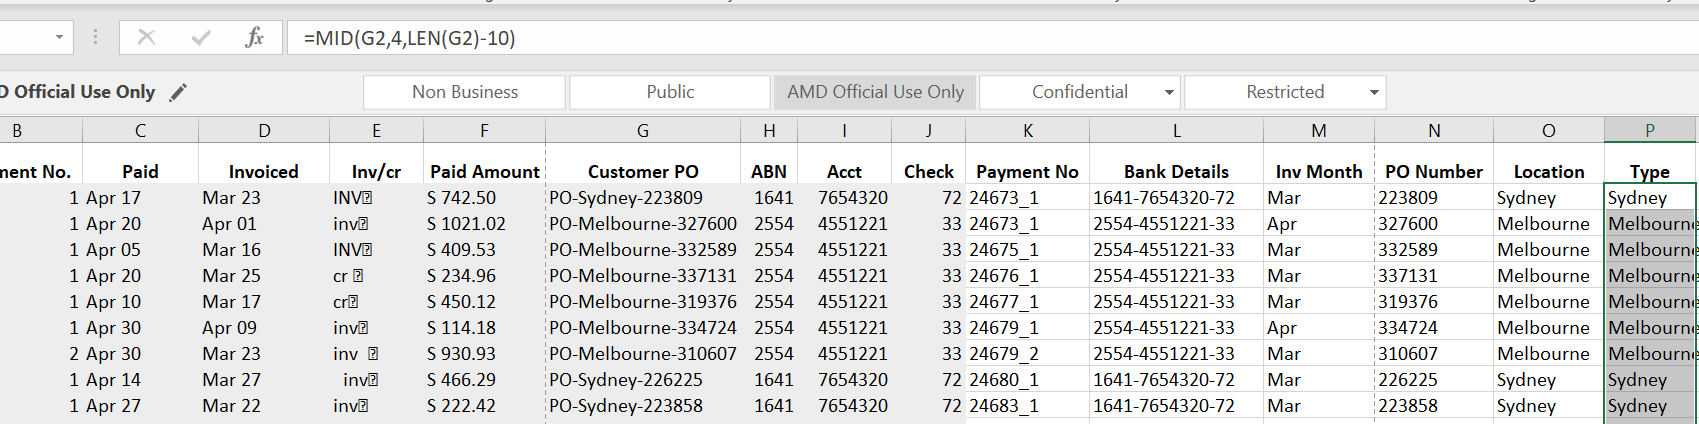 =MID(G2,4,LEN(G2)-10)
D Official Use Only Non Business Public AMD Official Use Only Confidential Restricted
B C D E F G H I J K L M N O P
ment No. Paid Invoiced Inv/cr Paid Amount Customer PO ABN Acct Check Payment No Bank Details Inv Month PO Number Location Type
1 Apr 17 Mar 23 INV S 742.50 PO-Sydney-223809 1641 7654320 72 24673_1 1641-7654320-72 Mar 223809 Sydney Sydney
1 Apr 20 Apr 01 inv S 1021.02 PO-Melbourne-327600 2554 4551221 33 24673_1 2554-4551221-33 Apr 327600 Melbourne Melbourne
1 Apr 05 Mar 16 INV S 409.53 PO-Melbourne-332589 2554 4551221 33 24675_1 2554-4551221-33 Mar 332589 Melbourne Melbourne
1 Apr 20 Mar 25 cr S 234.96 PO-Melbourne-337131 2554 4551221 33 24676_1 2554-4551221-33 Mar 337131 Melbourne Melbourne
1 Apr 10 Mar 17 cr S 450.12 PO-Melbourne-319376 2554 4551221 33 24677_1 2554-4551221-33 Mar 319376 Melbourne Melbourne
1 Apr 30 Apr 09 inv S 114.18 PO-Melbourne-334724 2554 4551221 33 24679_1 2554-4551221-33 Apr 334724 Melbourne Melbourne
2 Apr 30 Mar 23 inv S 930.93 PO-Melbourne-310607 2554 4551221 33 24679_2 2554-4551221-33 Mar 310607 Melbourne Melbourne
1 Apr 14 Mar 27 inv S 466.29 PO-Sydney-226225 1641 7654320 72 24680_1 1641-7654320-72 Mar 226225 Sydney Sydney
1 Apr 27 Mar 22 inv S 222.42 PO-Sydney-223858 1641 7654320 72 24683_1 1641-7654320-72 Mar 223858 Sydney Sydney